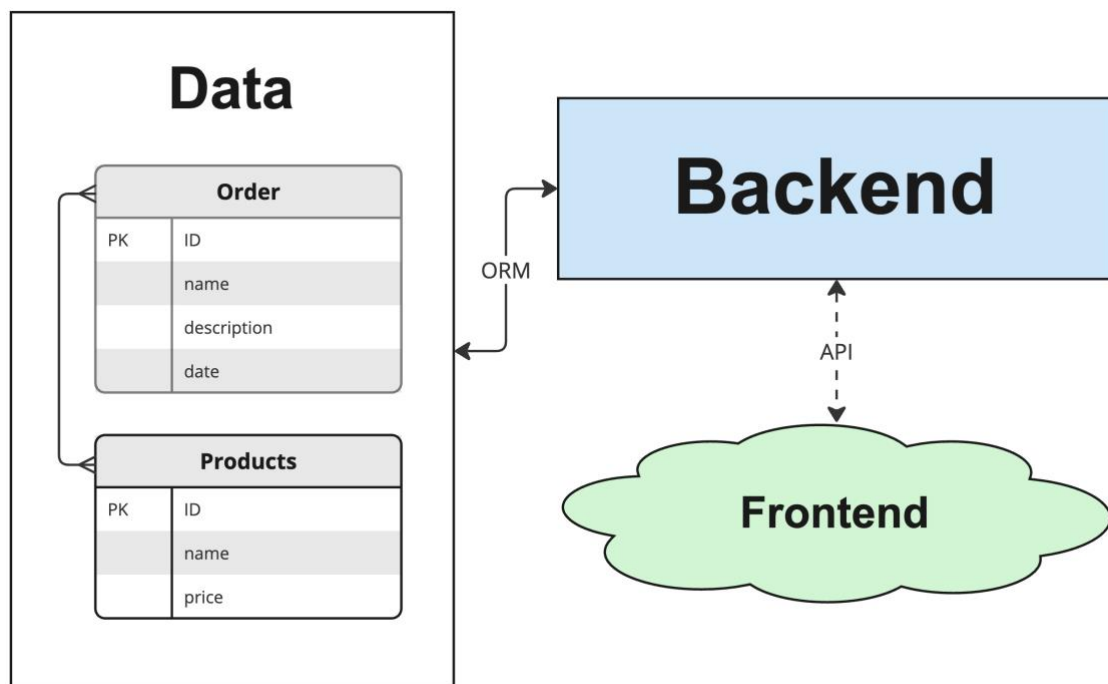 Data
Order
PK ID
name
description
date
Products
PK ID
name
price
ORM
Backend
API
Frontend